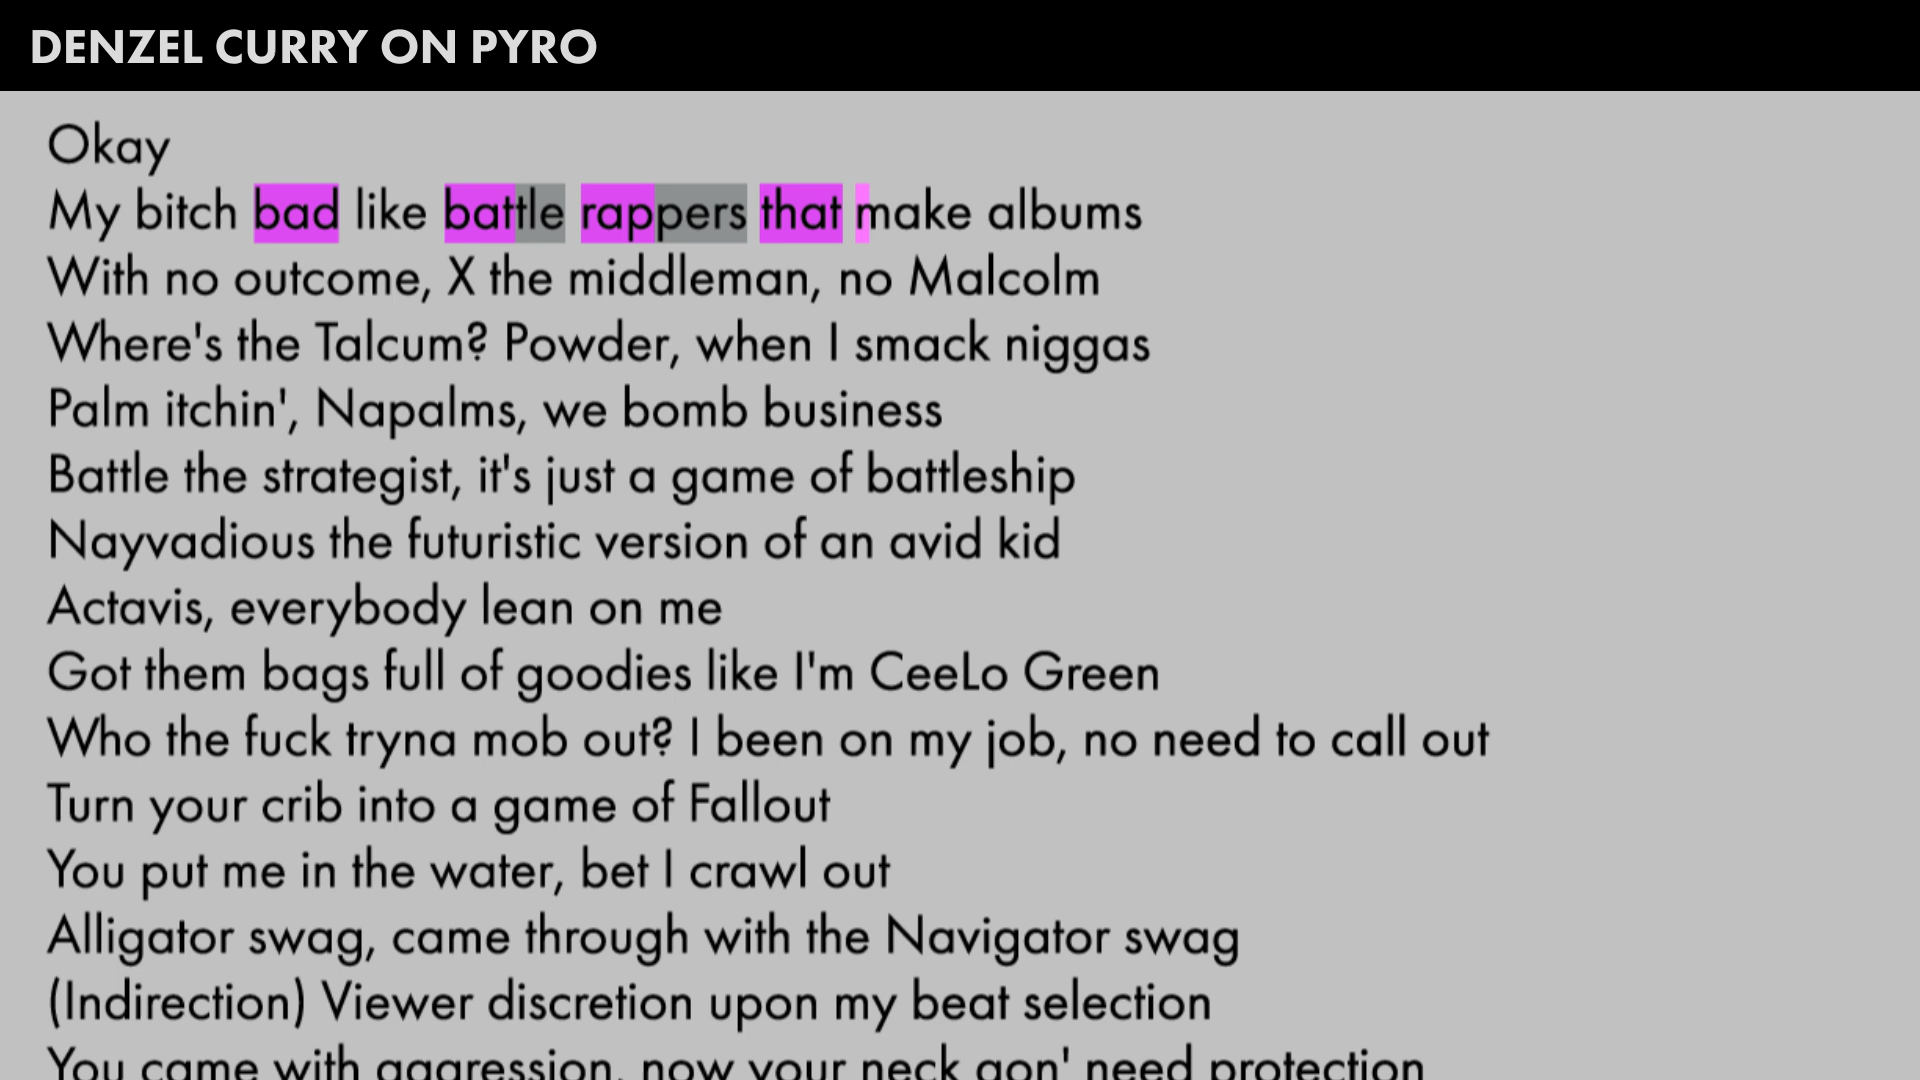 DENZEL CURRY ON PYRO
Okay
My bitch bad like battle rappers that make albums
With no outcome, X the middleman, no Malcolm
Where's the Talcum? Powder, when I smack niggas
Palm itchin', Napalms, we bomb business
Battle the strategist, it's just a game of battleship
Nayvadious the futuristic version of an avid kid
Actavis, everybody lean on me
Got them bags full of goodies like I'm CeeLo Green
Who the fuck tryna mob out? I been on my job, no need to call out
Turn your crib into a game of Fallout
You put me in the water, bet I crawl out
Alligator swag, came through with the Navigator swag
(Indirection) Viewer discretion upon my beat selection
You came with aggression, now your neck gon' need protection